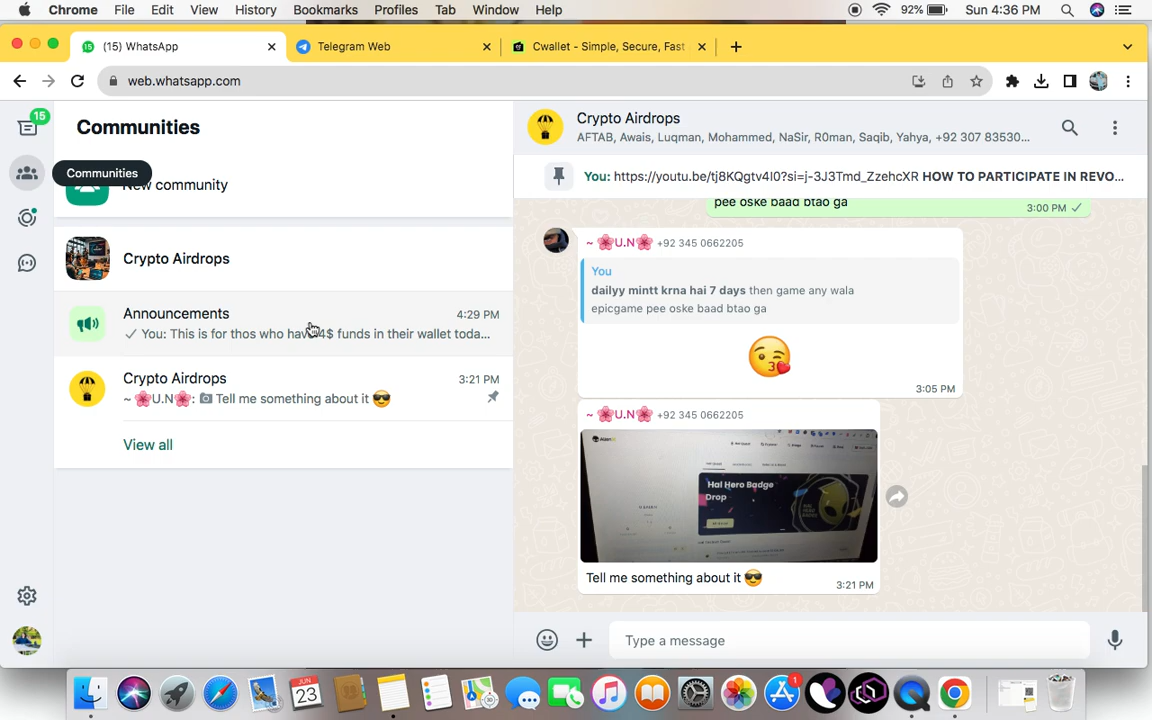 Chrome File Edit View History Bookmarks Profiles Tab Window Help 92% Sun 4:36 PM
(15) WhatsApp Telegram Web Cwallet - Simple, Secure, Fast
web.whatsapp.com
15
Communities
Communities
New community
Crypto Airdrops
Announcements 4:29 PM
You: This is for thos who have 4$ funds in their wallet toda...
Crypto Airdrops 3:21 PM
~ 🌸U.N🌸: 📷 Tell me something about it 😎
View all
Crypto Airdrops
AFTAB, Awais, Luqman, Mohammed, NaSir, R0man, Saqib, Yahya, +92 307 83530...
You: https://youtu.be/tj8KQgtv4I0?si=j-3J3Tmd_ZzehcXR HOW TO PARTICIPATE IN REVO...
pee oske baad btao ga
3:00 PM
~ 🌸U.N🌸 +92 345 0662205
You
dailyy mintt krna hai 7 days then game any wala
epicgame pee oske baad btao ga
😘
3:05 PM
~ 🌸U.N🌸 +92 345 0662205
Hal Hero Badge
Drop
Tell me something about it 😎
3:21 PM
Type a message
JUN
23
1